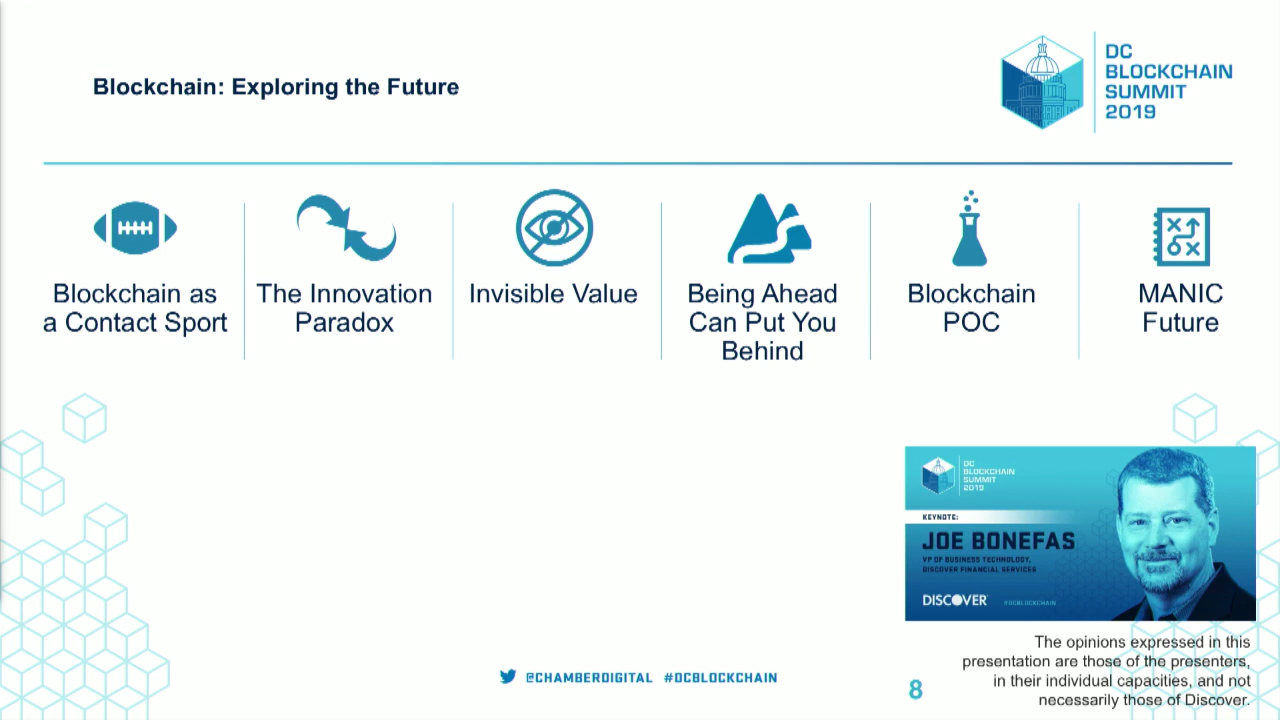 Blockchain: Exploring the Future
DC
BLOCKCHAIN
SUMMIT
2019
Blockchain as
a Contact Sport
The Innovation
Paradox
Invisible Value
Being Ahead
Can Put You
Behind
Blockchain
POC
MANIC
Future
DC
BLOCKCHAIN
SUMMIT
2019
KEYNOTE:
JOE BONEFAS
VP OF BUSINESS TECHNOLOGY,
DISCOVER FINANCIAL SERVICES
DISCOVER
#DCBLOCKCHAIN
The opinions expressed in this
presentation are those of the presenters,
in their individual capacities, and not
necessarily those of Discover.
@CHAMBERDIGITAL #DCBLOCKCHAIN
8